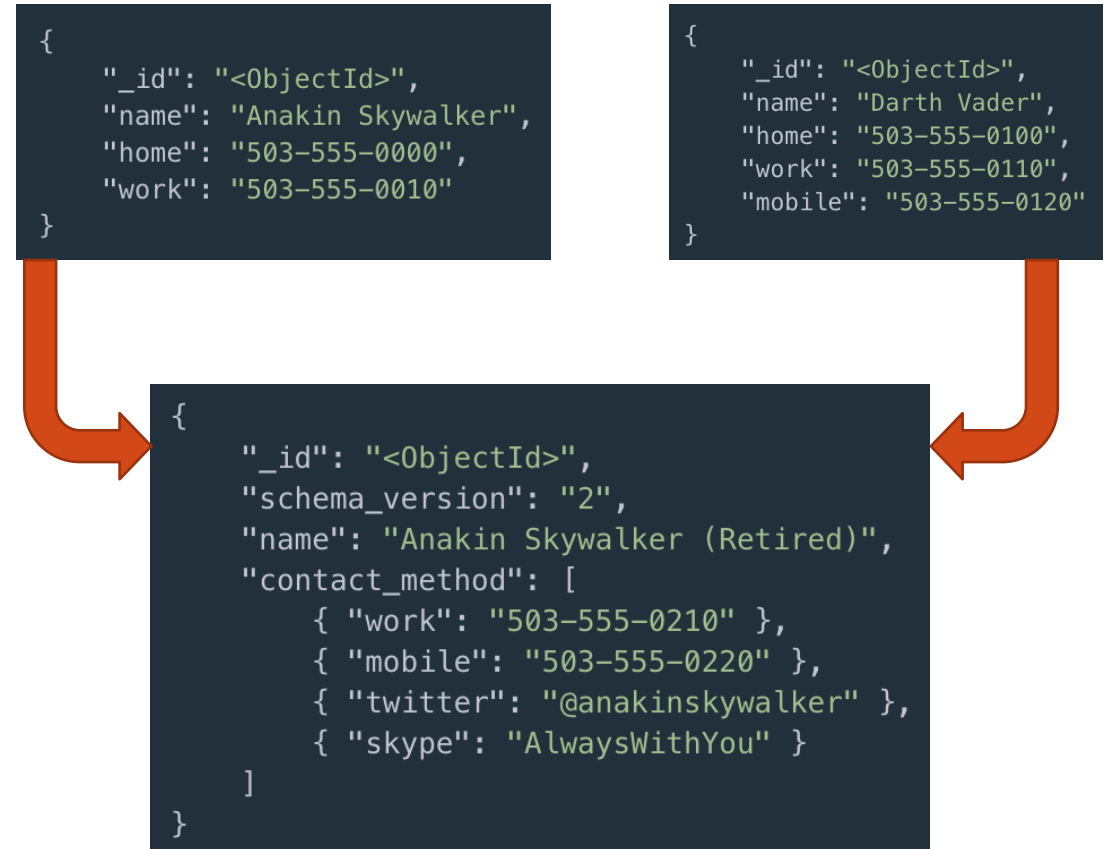 {
"_id": "<ObjectId>",
"name": "Anakin Skywalker",
"home": "503-555-0000",
"work": "503-555-0010"
}
{
"_id": "<ObjectId>",
"name": "Darth Vader",
"home": "503-555-0100",
"work": "503-555-0110",
"mobile": "503-555-0120"
}
{
"_id": "<ObjectId>",
"schema_version": "2",
"name": "Anakin Skywalker (Retired)",
"contact_method": [
{ "work": "503-555-0210" },
{ "mobile": "503-555-0220" },
{ "twitter": "@anakinskywalker" },
{ "skype": "AlwaysWithYou" }
]
}